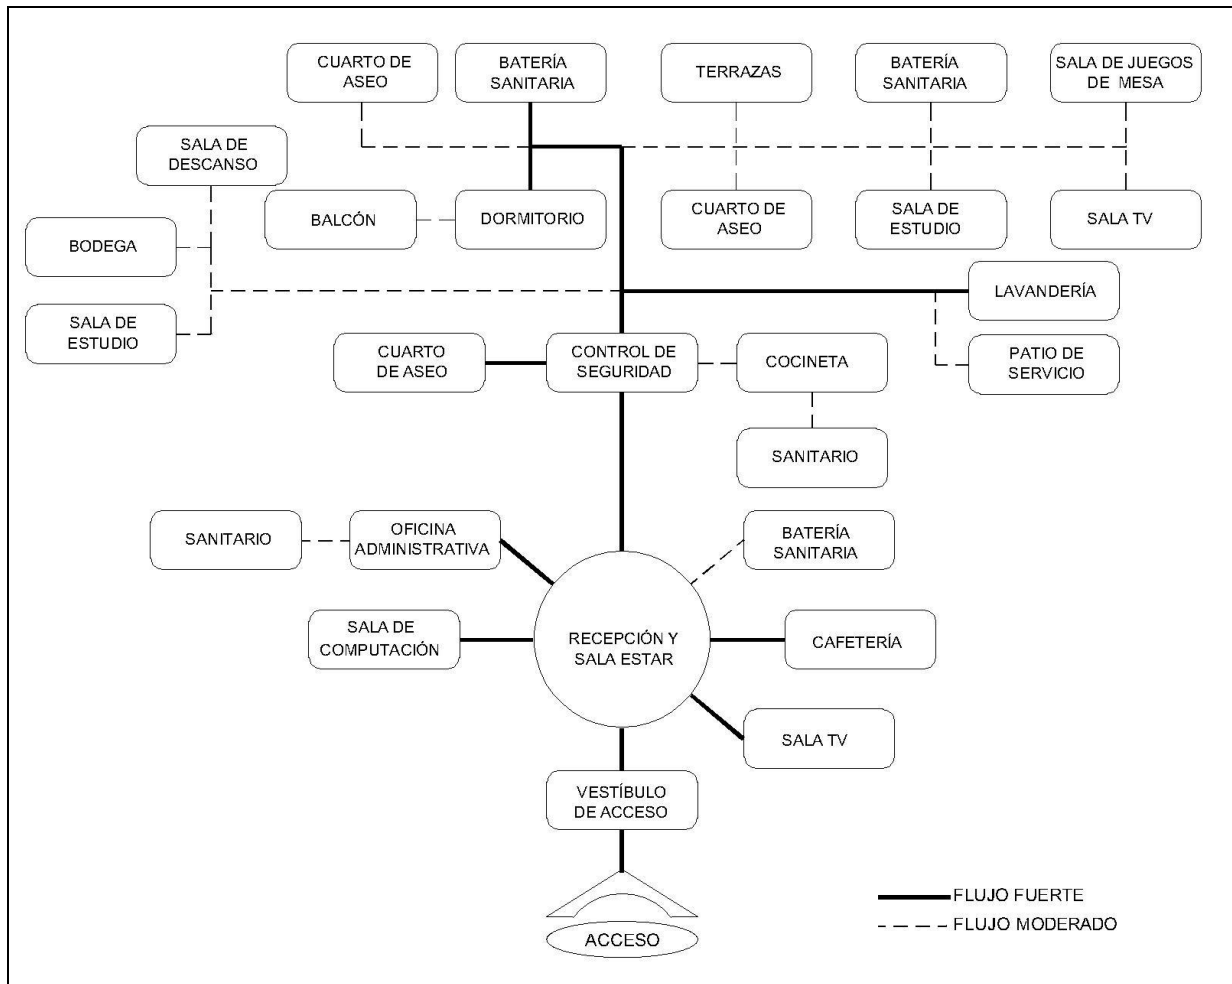 CUARTO DE
ASEO
BATERÍA
SANITARIA
TERRAZAS
BATERÍA
SANITARIA
SALA DE JUEGOS
DE MESA
SALA DE
DESCANSO
BALCÓN
DORMITORIO
CUARTO DE
ASEO
SALA DE
ESTUDIO
SALA TV
BODEGA
SALA DE
ESTUDIO
LAVANDERÍA
CUARTO
DE ASEO
CONTROL DE
SEGURIDAD
COCINETA
PATIO DE
SERVICIO
SANITARIO
SANITARIO
OFICINA
ADMINISTRATIVA
BATERÍA
SANITARIA
SALA DE
COMPUTACIÓN
RECEPCIÓN Y
SALA ESTAR
CAFETERÍA
SALA TV
VESTÍBULO
DE ACCESO
ACCESO
FLUJO FUERTE
FLUJO MODERADO